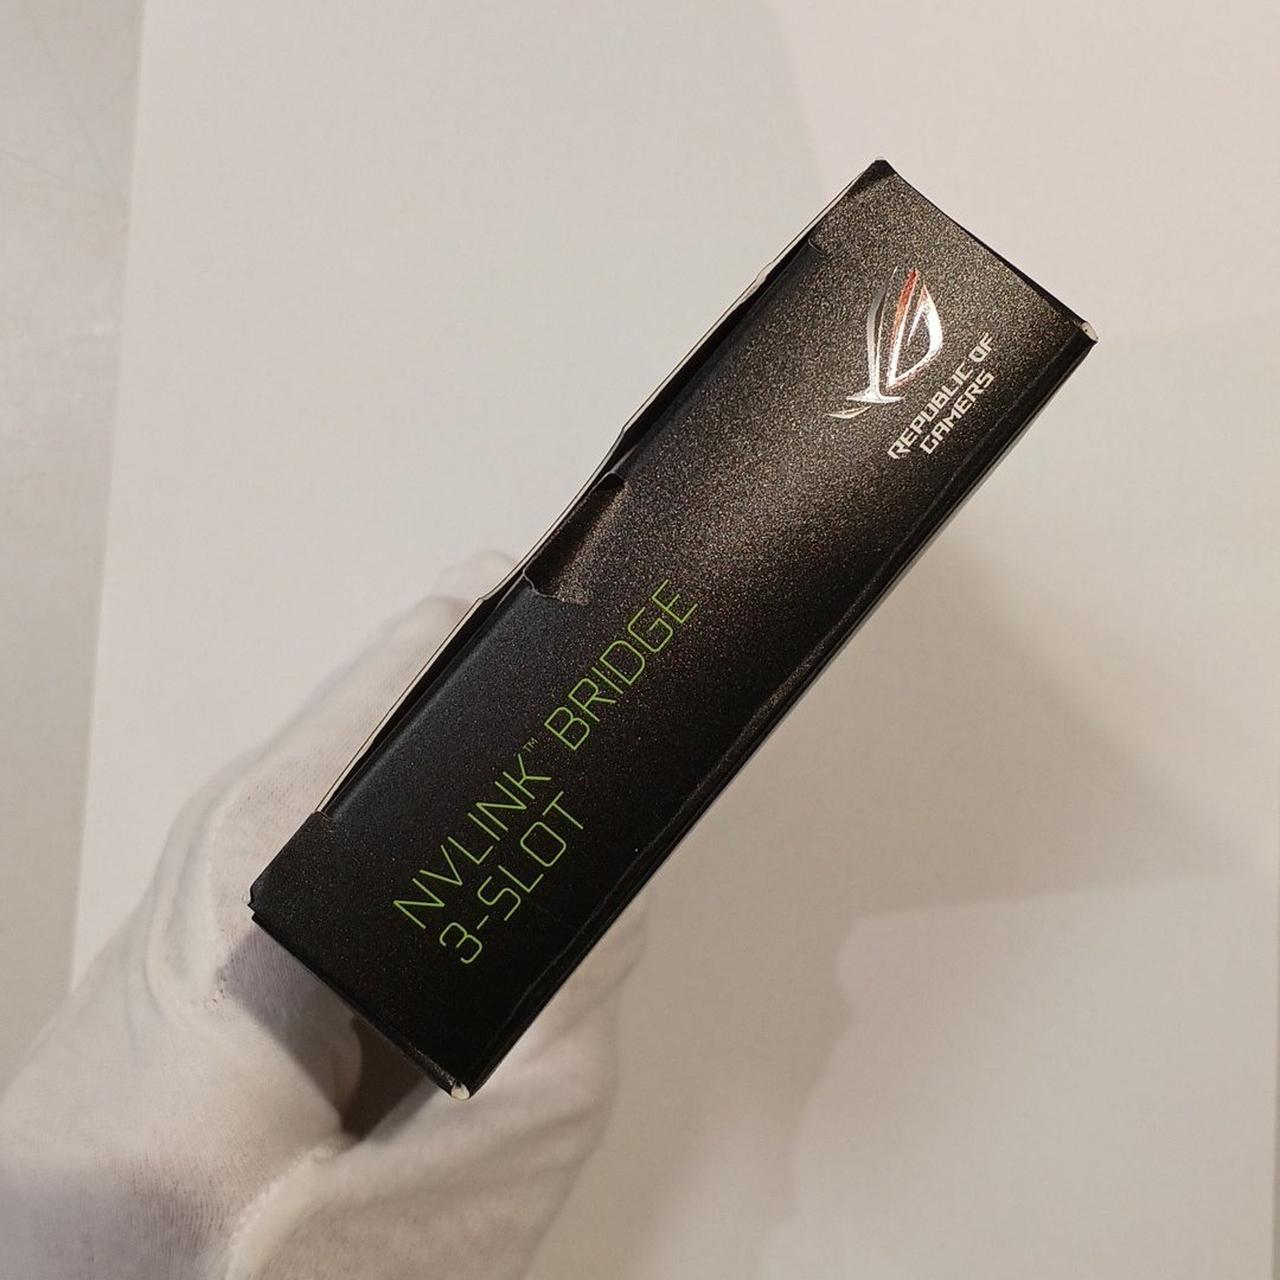 REPUBLIC OF
GAMERS
NVLINK™ BRIDGE
3-SLOT